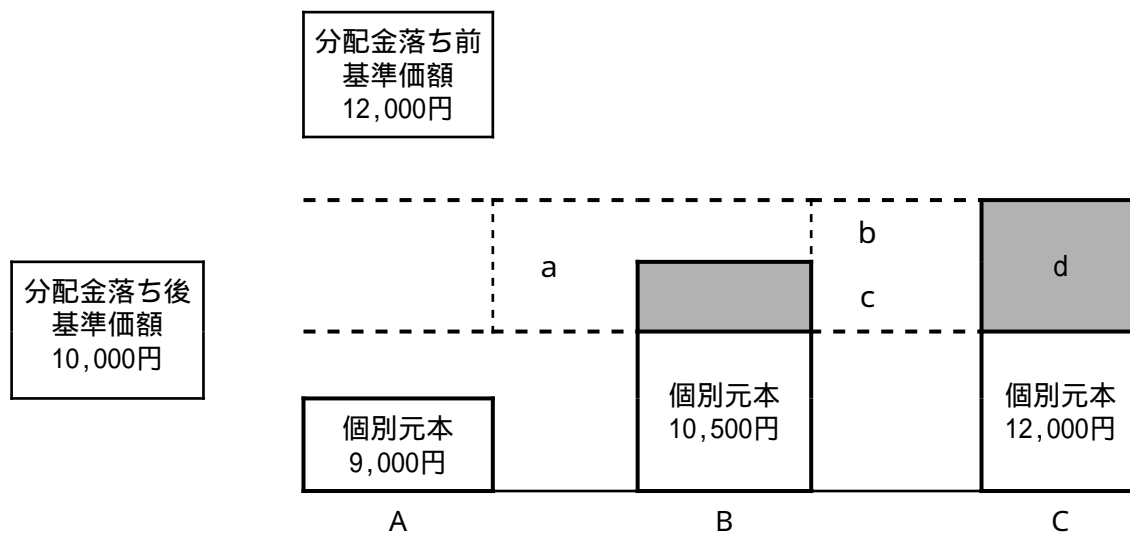 分配金落ち前
基準価額
12,000円
b
a
d
c
分配金落ち後
基準価額
10,000円
個別元本
9,000円
個別元本
10,500円
個別元本
12,000円
A
B
C